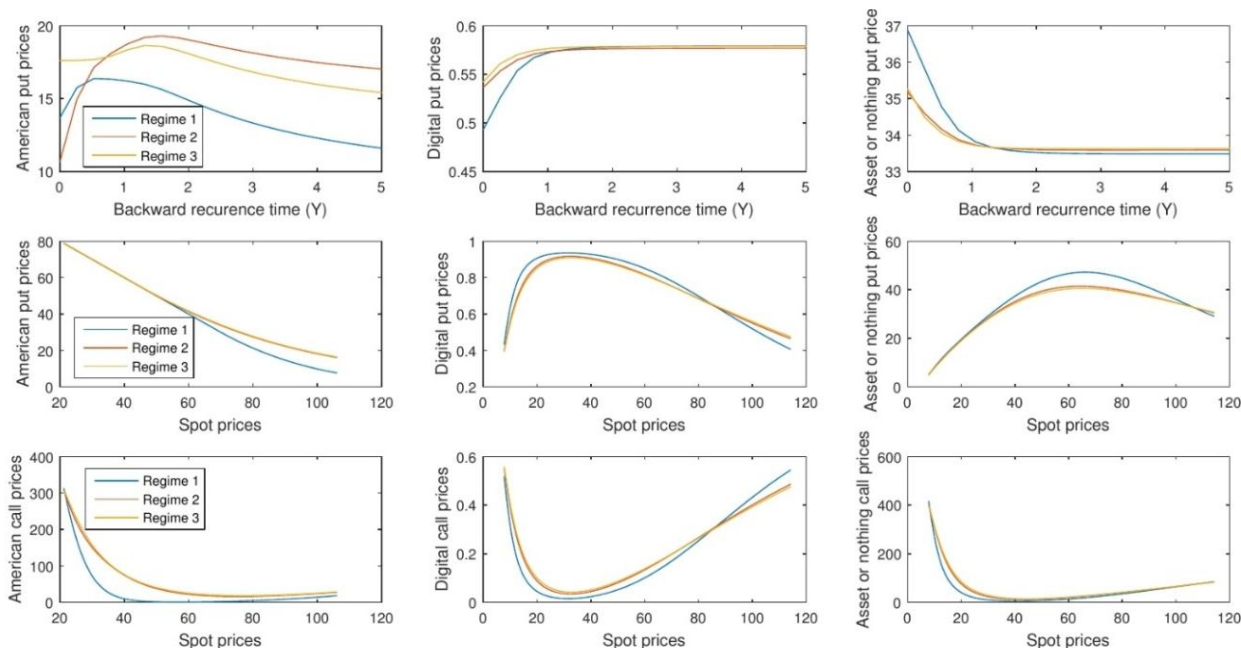 American put prices
20
15
10
Regime 1
Regime 2
Regime 3
0 1 2 3 4 5
Backward recurence time (Y)
Digital put prices
0.6
0.55
0.5
0.45
0 1 2 3 4 5
Backward recurrence time (Y)
Asset or nothing put price
37
36
35
34
33
0 1 2 3 4 5
Backward recurrence time (Y)
American put prices
80
60
40
20
0
Regime 1
Regime 2
Regime 3
20 40 60 80 100 120
Spot prices
Digital put prices
1
0.8
0.6
0.4
0.2
0 20 40 60 80 100 120
Spot prices
Asset or nothing put prices
60
40
20
0
0 20 40 60 80 100 120
Spot prices
American call prices
400
300
200
100
0
Regime 1
Regime 2
Regime 3
20 40 60 80 100 120
Spot prices
Digital call prices
0.6
0.4
0.2
0
0 20 40 60 80 100 120
Spot prices
Asset or nothing call prices
600
400
200
0
0 20 40 60 80 100 120
Spot prices